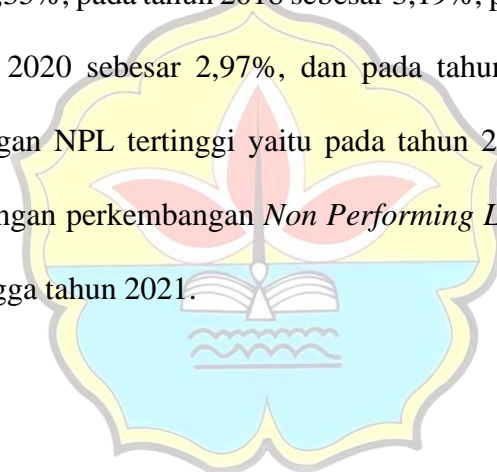 ,35%, pada tahun 2018 sebesar 3,19%, p
2020 sebesar 2,97%, dan pada tahun
gan NPL tertinggi yaitu pada tahun 2
ngan perkembangan Non Performing L
gga tahun 2021.